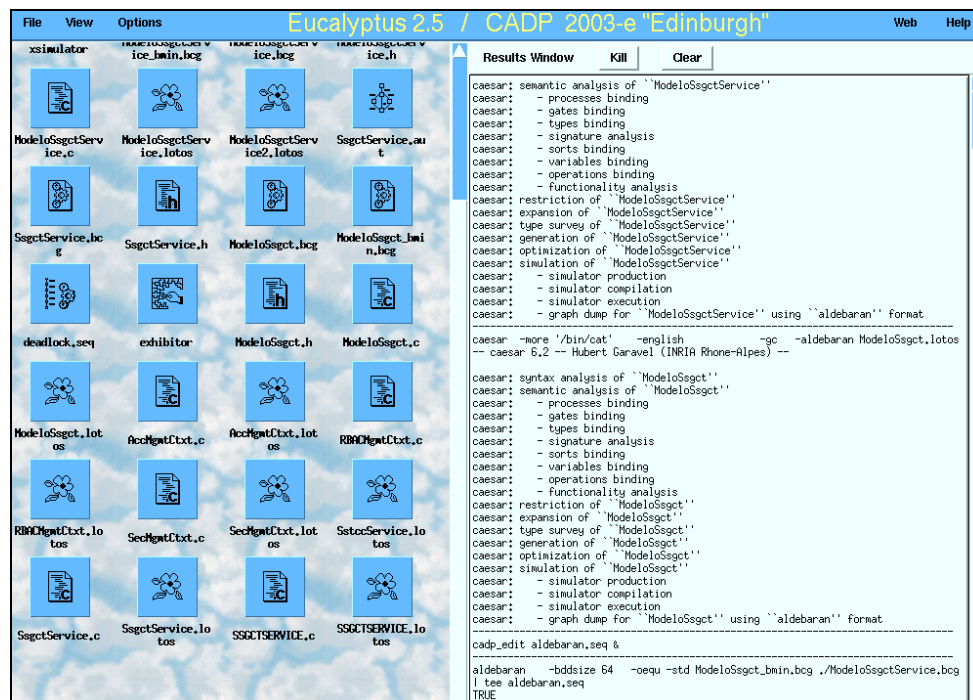 File View Options Eucalyptus 2.5 / CADP 2003-e "Edinburgh" Web Help
xsimulator
ModeloSsgctServ
ice_bmin.bcg
ModeloSsgctServ
ice.bcg
ModeloSsgctServ
ice.h
ModeloSsgctServ
ice.c
ModeloSsgctServ
ice.lotos
ModeloSsgctServ
ice2.lotos
SsgctService.au
t
SsgctService.bc
g
SsgctService.h
ModeloSsgct.bcg
ModeloSsgct_bmi
n.bcg
deadlock.seq
exhibitor
ModeloSsgct.h
ModeloSsgct.c
ModeloSsgct.lot
os
AccMgmtCtxt.c
AccMgmtCtxt.lot
os
RBACMgmtCtxt.c
RBACMgmtCtxt.lo
tos
SecMgmtCtxt.c
SecMgmtCtxt.lot
os
SstccService.lo
tos
SsgctService.c
SsgctService.lo
tos
SSGCTSERVICE.c
SSGCTSERVICE.lo
tos
Results Window Kill Clear
caesar: semantic analysis of ``ModeloSsgctService''
caesar: - processes binding
caesar: - gates binding
caesar: - types binding
caesar: - signature analysis
caesar: - sorts binding
caesar: - variables binding
caesar: - operations binding
caesar: - functionality analysis
caesar: restriction of ``ModeloSsgctService''
caesar: expansion of ``ModeloSsgctService''
caesar: type survey of ``ModeloSsgctService''
caesar: generation of ``ModeloSsgctService''
caesar: optimization of ``ModeloSsgctService''
caesar: simulation of ``ModeloSsgctService''
caesar: - simulator production
caesar: - simulator compilation
caesar: - simulator execution
caesar: - graph dump for ``ModeloSsgctService'' using ``aldebaran'' format
caesar -more '/bin/cat' -english -gc -aldebaran ModeloSsgct.lotos
-- caesar 6.2 -- Hubert Garavel (INRIA Rhone-Alpes) --
caesar: syntax analysis of ``ModeloSsgct''
caesar: semantic analysis of ``ModeloSsgct''
caesar: - processes binding
caesar: - gates binding
caesar: - types binding
caesar: - signature analysis
caesar: - sorts binding
caesar: - variables binding
caesar: - operations binding
caesar: - functionality analysis
caesar: restriction of ``ModeloSsgct''
caesar: expansion of ``ModeloSsgct''
caesar: type survey of ``ModeloSsgct''
caesar: generation of ``ModeloSsgct''
caesar: optimization of ``ModeloSsgct''
caesar: simulation of ``ModeloSsgct''
caesar: - simulator production
caesar: - simulator compilation
caesar: - simulator execution
caesar: - graph dump for ``ModeloSsgct'' using ``aldebaran'' format
cadp_edit aldebaran.seq &
aldebaran -bddsize 64 -oequ -std ModeloSsgct_bmin.bcg ./ModeloSsgctService.bcg
| tee aldebaran.seq
TRUE